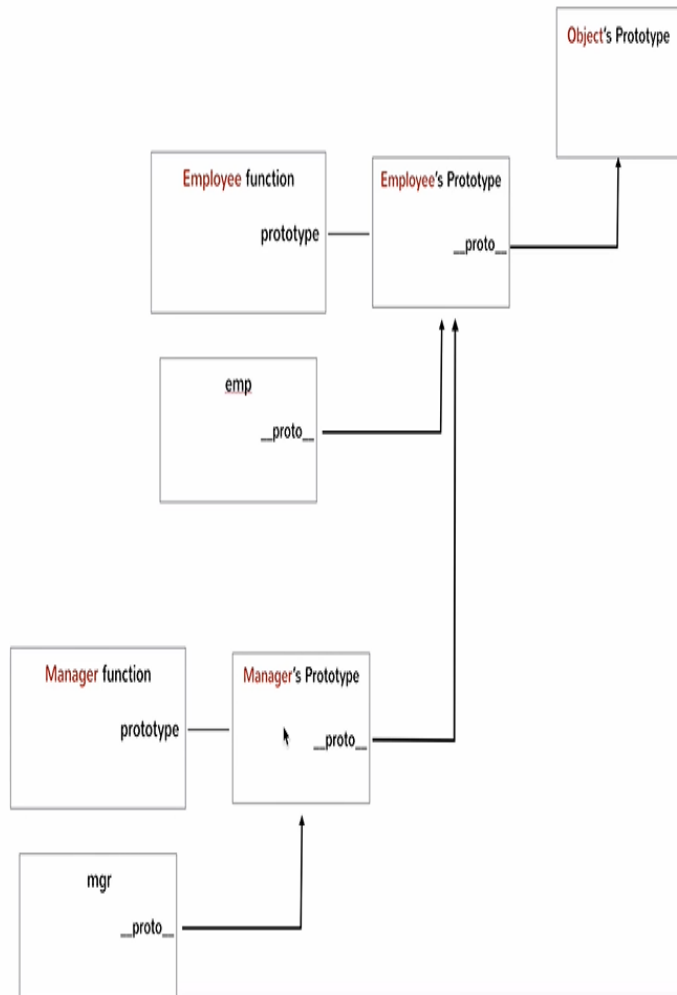 Object's Prototype
Employee function
prototype
Employee's Prototype
__proto__
emp
__proto__
Manager function
prototype
Manager's Prototype
__proto__
mgr
__proto__